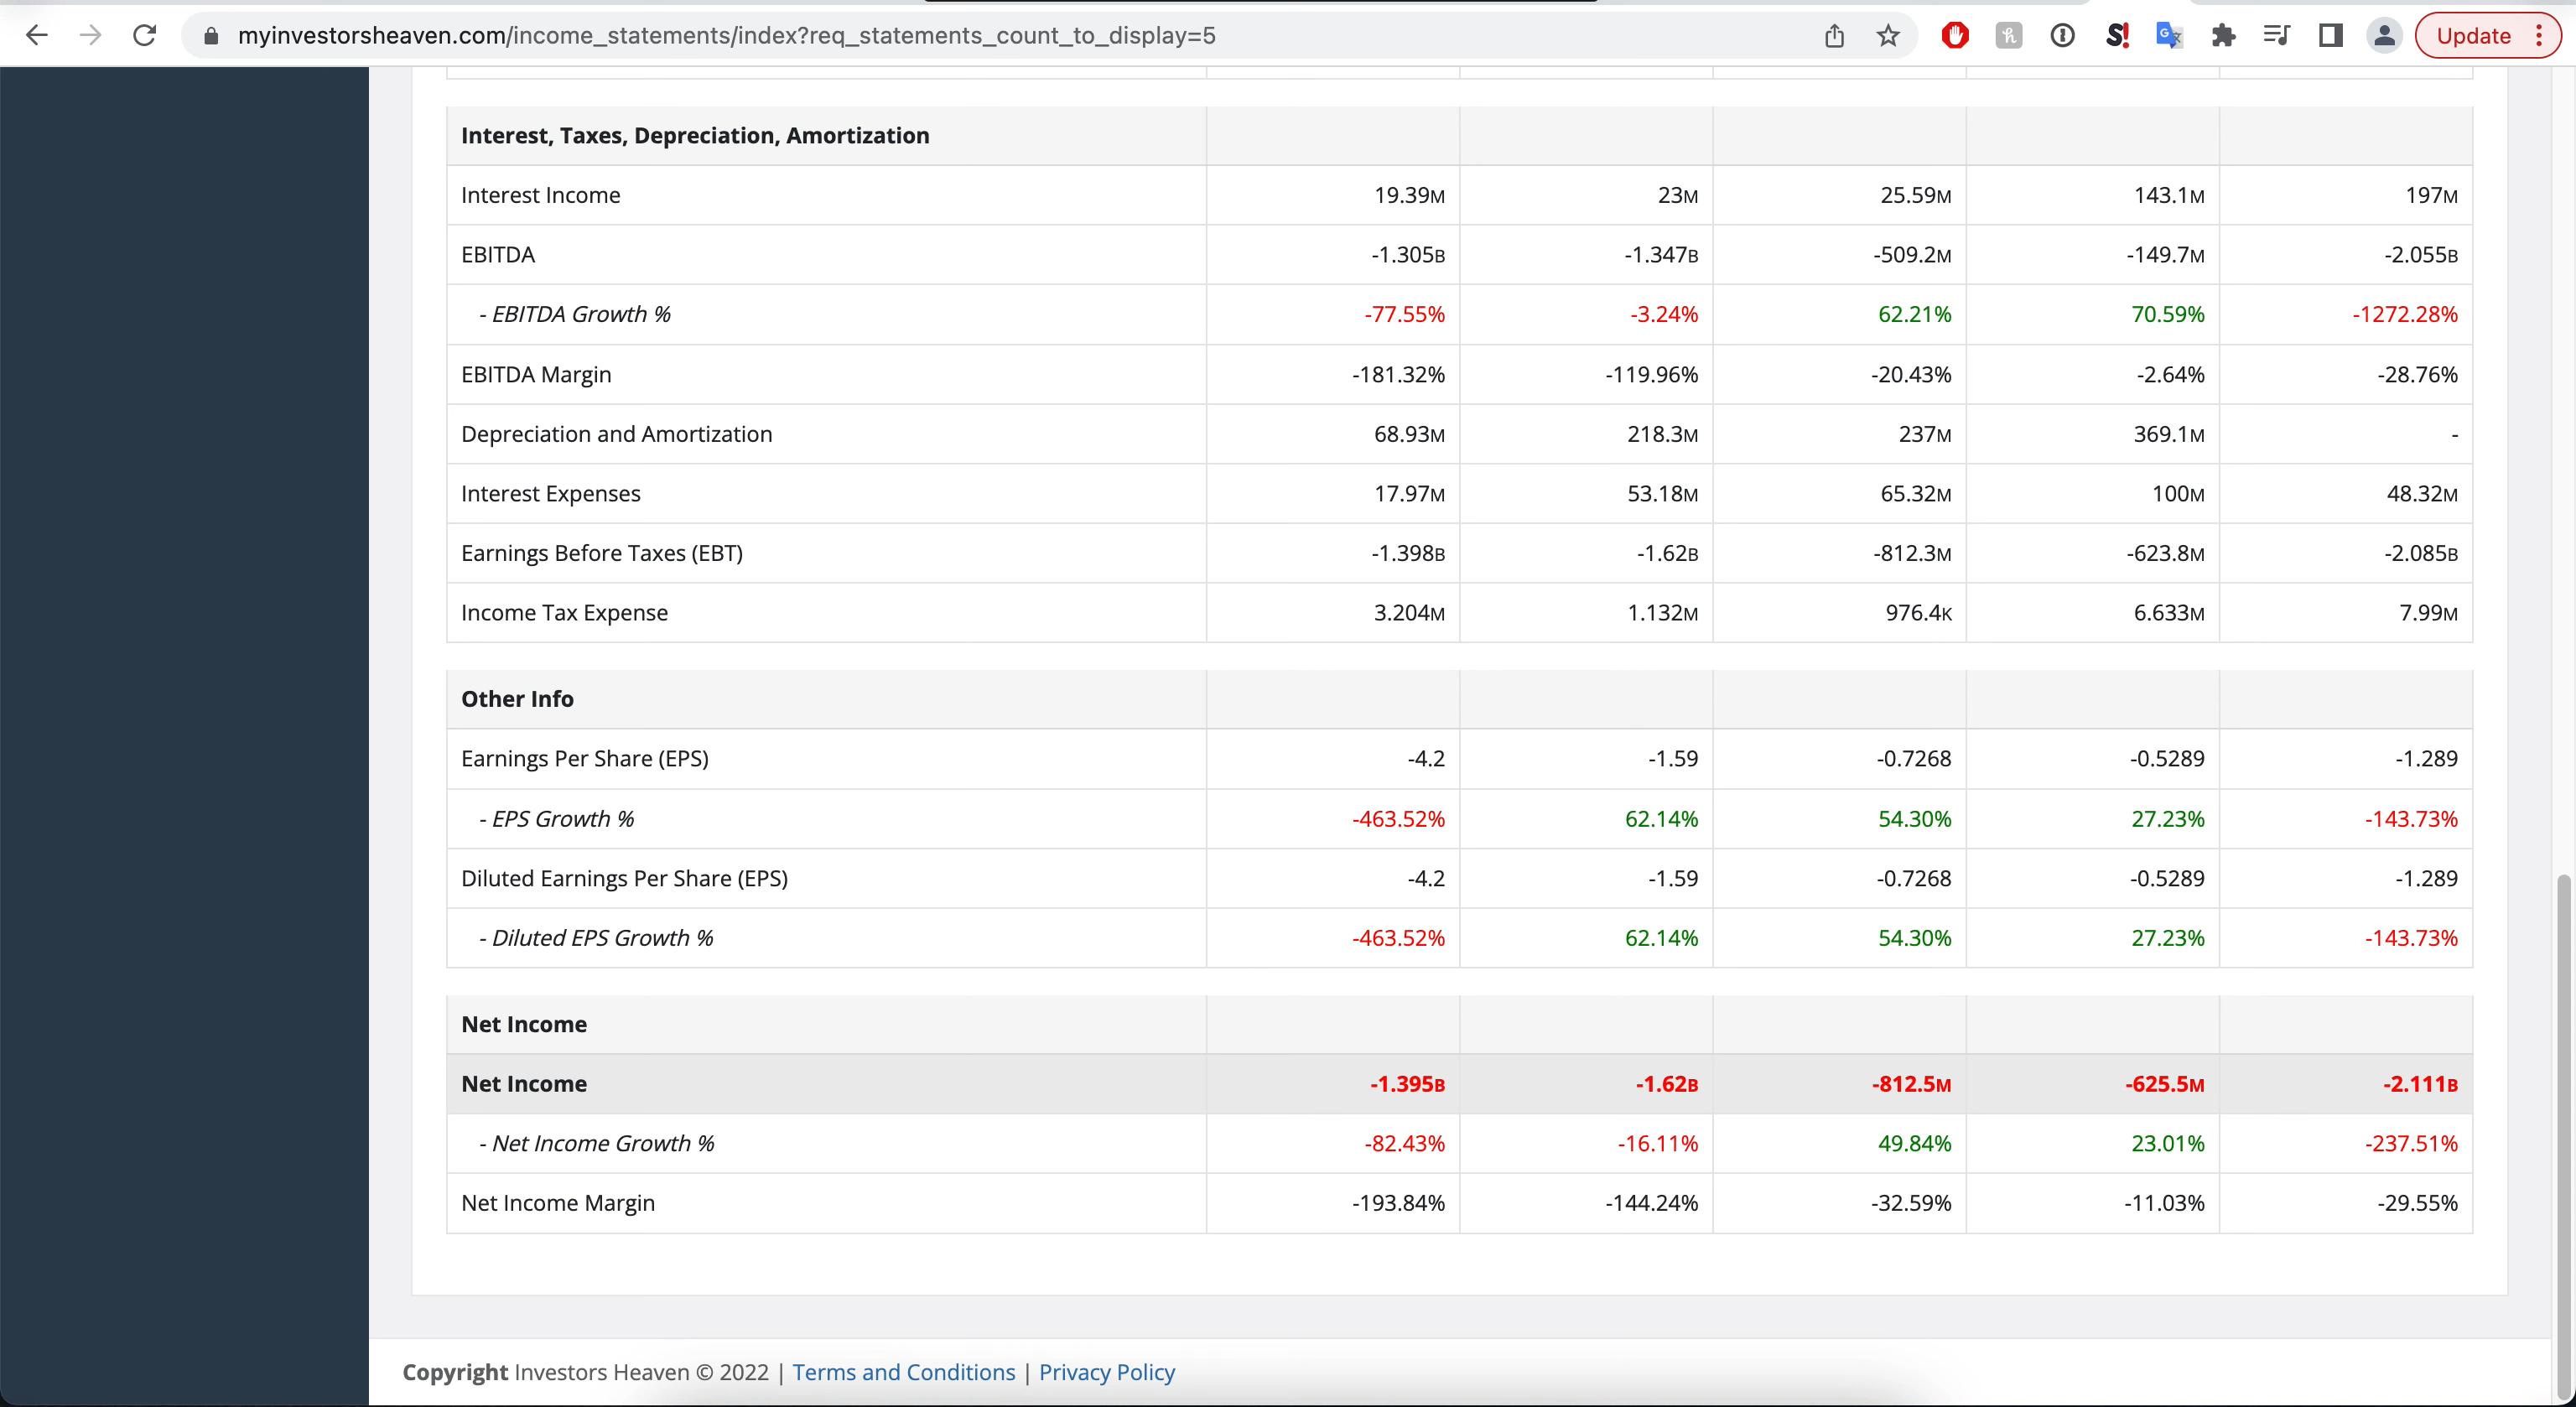 myinvestorsheaven.com/income_statements/index?req_statements_count_to_display=5 Update
Interest, Taxes, Depreciation, Amortization
Interest Income 19.39M 23M 25.59M 143.1M 197M
EBITDA -1.305B -1.347B -509.2M -149.7M -2.055B
- EBITDA Growth % -77.55% -3.24% 62.21% 70.59% -1272.28%
EBITDA Margin -181.32% -119.96% -20.43% -2.64% -28.76%
Depreciation and Amortization 68.93M 218.3M 237M 369.1M -
Interest Expenses 17.97M 53.18M 65.32M 100M 48.32M
Earnings Before Taxes (EBT) -1.398B -1.62B -812.3M -623.8M -2.085B
Income Tax Expense 3.204M 1.132M 976.4K 6.633M 7.99M
Other Info
Earnings Per Share (EPS) -4.2 -1.59 -0.7268 -0.5289 -1.289
- EPS Growth % -463.52% 62.14% 54.30% 27.23% -143.73%
Diluted Earnings Per Share (EPS) -4.2 -1.59 -0.7268 -0.5289 -1.289
- Diluted EPS Growth % -463.52% 62.14% 54.30% 27.23% -143.73%
Net Income
Net Income -1.395B -1.62B -812.5M -625.5M -2.111B
- Net Income Growth % -82.43% -16.11% 49.84% 23.01% -237.51%
Net Income Margin -193.84% -144.24% -32.59% -11.03% -29.55%
Copyright Investors Heaven © 2022 | Terms and Conditions | Privacy Policy